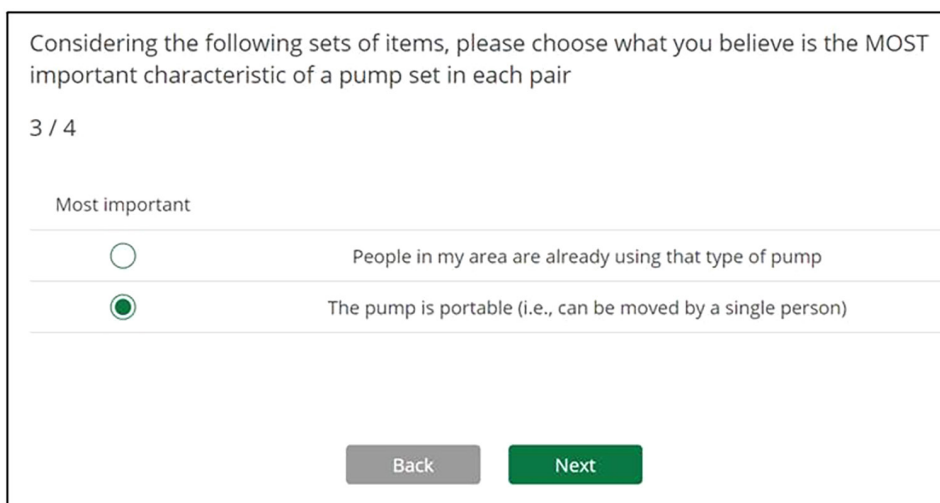 Considering the following sets of items, please choose what you believe is the MOST
important characteristic of a pump set in each pair
3 / 4
Most important
People in my area are already using that type of pump
The pump is portable (i.e., can be moved by a single person)
Back
Next